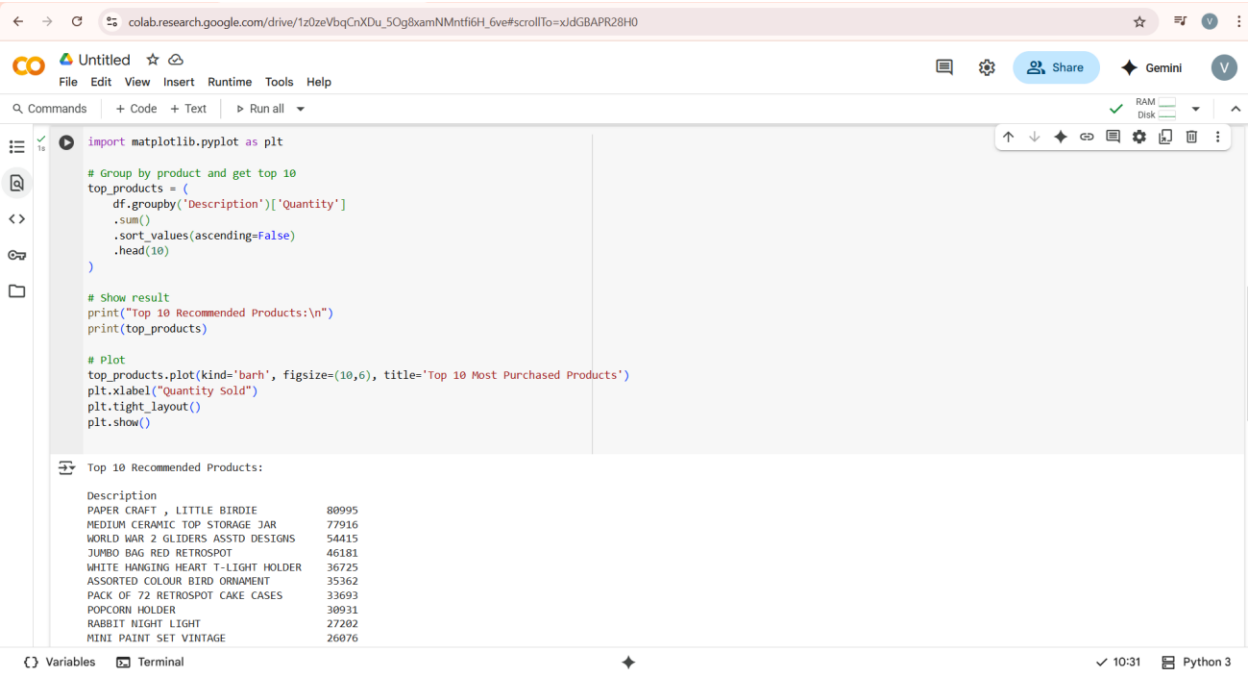 colab.research.google.com/drive/1z0zeVbqCnXDu_5Og8xamNMntfi6H_6ve#scrollTo=xJdGBAPR28H0
V
CO
Untitled
Share
Gemini
V
File Edit View Insert Runtime Tools Help
Commands + Code + Text Run all
RAM
Disk
1s
import matplotlib.pyplot as plt
# Group by product and get top 10
top_products = (
    df.groupby('Description')['Quantity']
    .sum()
    .sort_values(ascending=False)
    .head(10)
)
# Show result
print("Top 10 Recommended Products:\n")
print(top_products)
# Plot
top_products.plot(kind='barh', figsize=(10,6), title='Top 10 Most Purchased Products')
plt.xlabel("Quantity Sold")
plt.tight_layout()
plt.show()
Top 10 Recommended Products:
Description
PAPER CRAFT , LITTLE BIRDIE 80995
MEDIUM CERAMIC TOP STORAGE JAR 77916
WORLD WAR 2 GLIDERS ASSTD DESIGNS 54415
JUMBO BAG RED RETROSPOT 46181
WHITE HANGING HEART T-LIGHT HOLDER 36725
ASSORTED COLOUR BIRD ORNAMENT 35362
PACK OF 72 RETROSPOT CAKE CASES 33693
POPCORN HOLDER 30931
RABBIT NIGHT LIGHT 27202
MINI PAINT SET VINTAGE 26076
Variables Terminal 10:31 Python 3